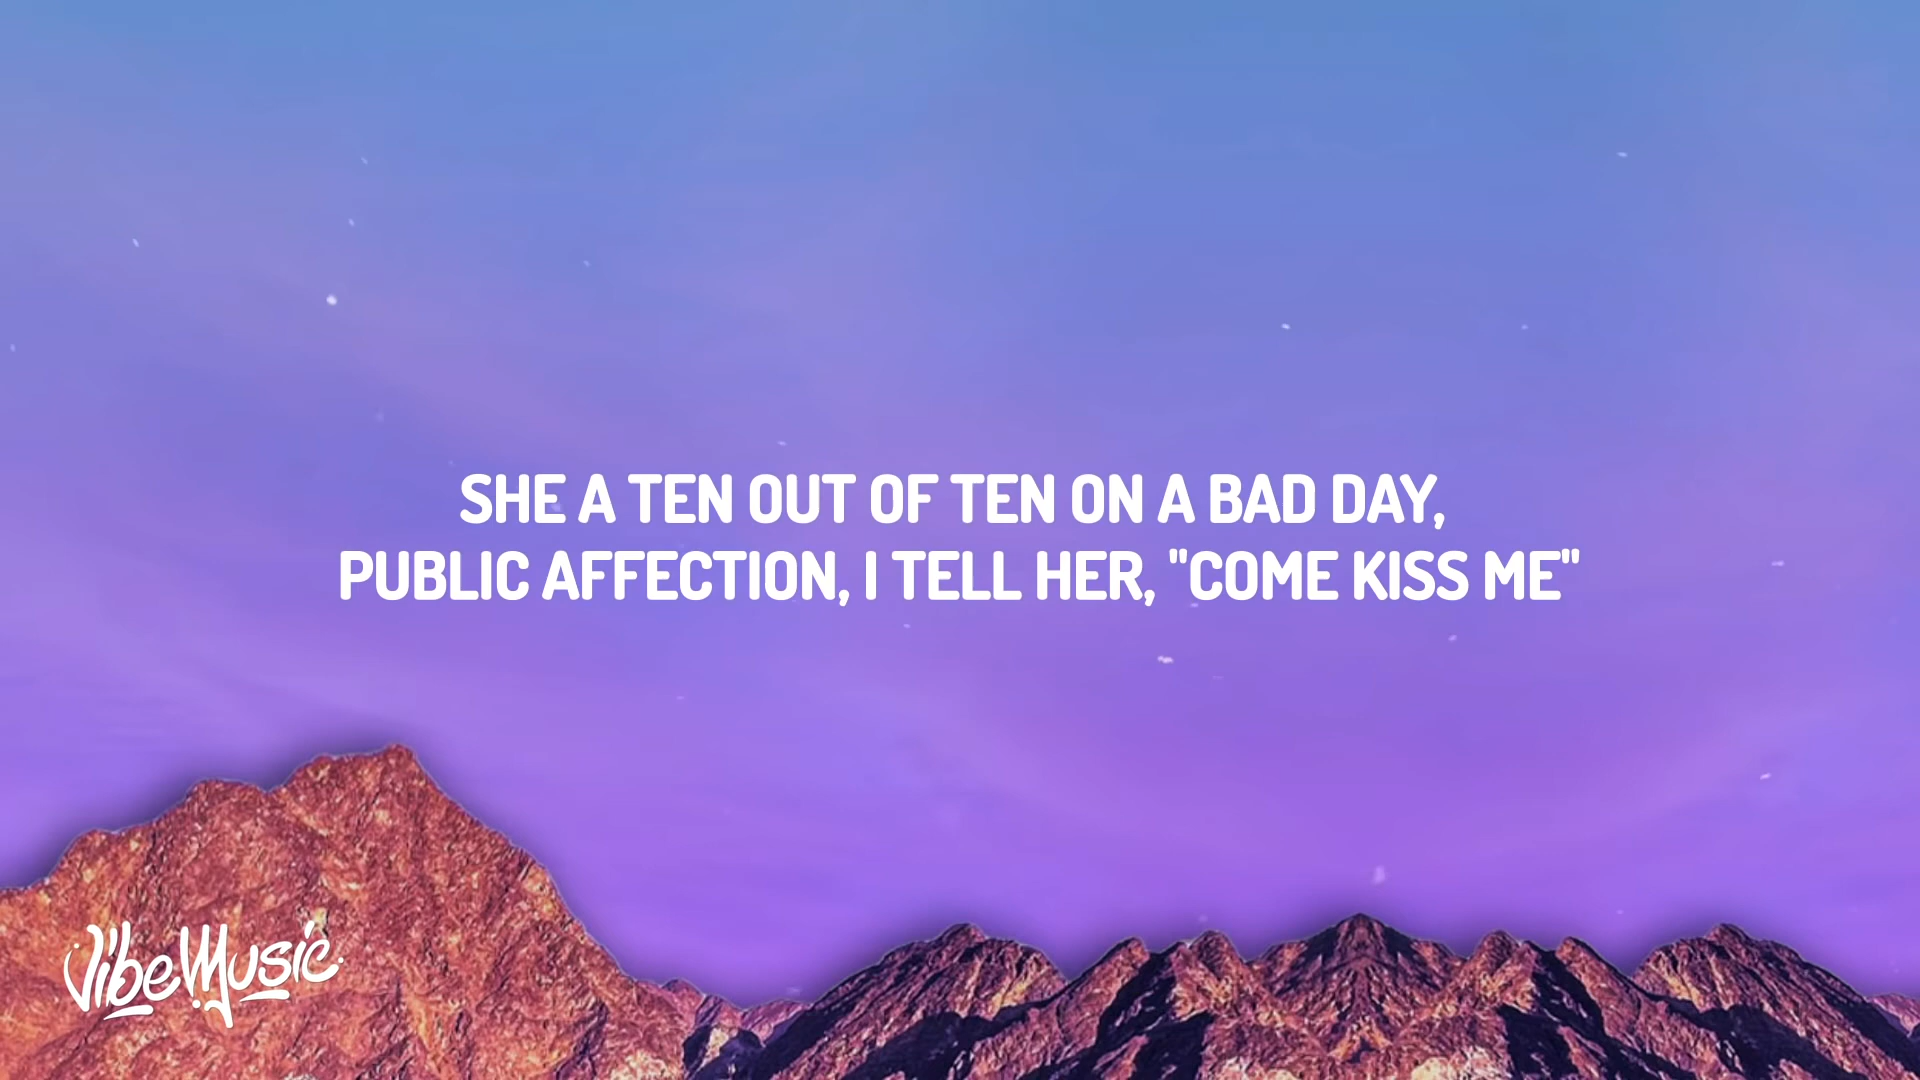 SHE A TEN OUT OF TEN ON A BAD DAY,
PUBLIC AFFECTION, I TELL HER, "COME KISS ME"
VibeMusic